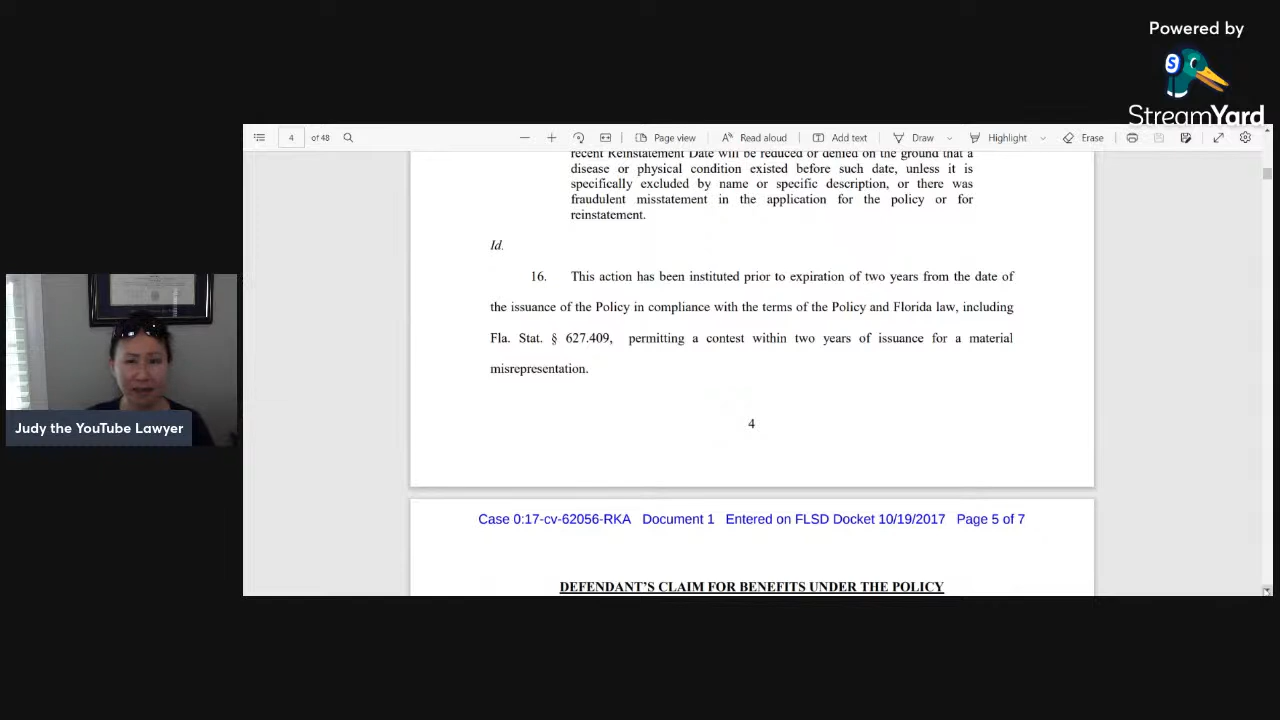 Powered by
S
StreamYard
4 of 48 Page view Read aloud Add text Draw Highlight Erase
recent Reinstatement Date will be reduced or denied on the ground that a
disease or physical condition existed before such date, unless it is
specifically excluded by name or specific description, or there was
fraudulent misstatement in the application for the policy or for
reinstatement.
Id.
16. This action has been instituted prior to expiration of two years from the date of
the issuance of the Policy in compliance with the terms of the Policy and Florida law, including
Fla. Stat. § 627.409, permitting a contest within two years of issuance for a material
misrepresentation.
4
Case 0:17-cv-62056-RKA Document 1 Entered on FLSD Docket 10/19/2017 Page 5 of 7
DEFENDANT'S CLAIM FOR BENEFITS UNDER THE POLICY
Judy the YouTube Lawyer